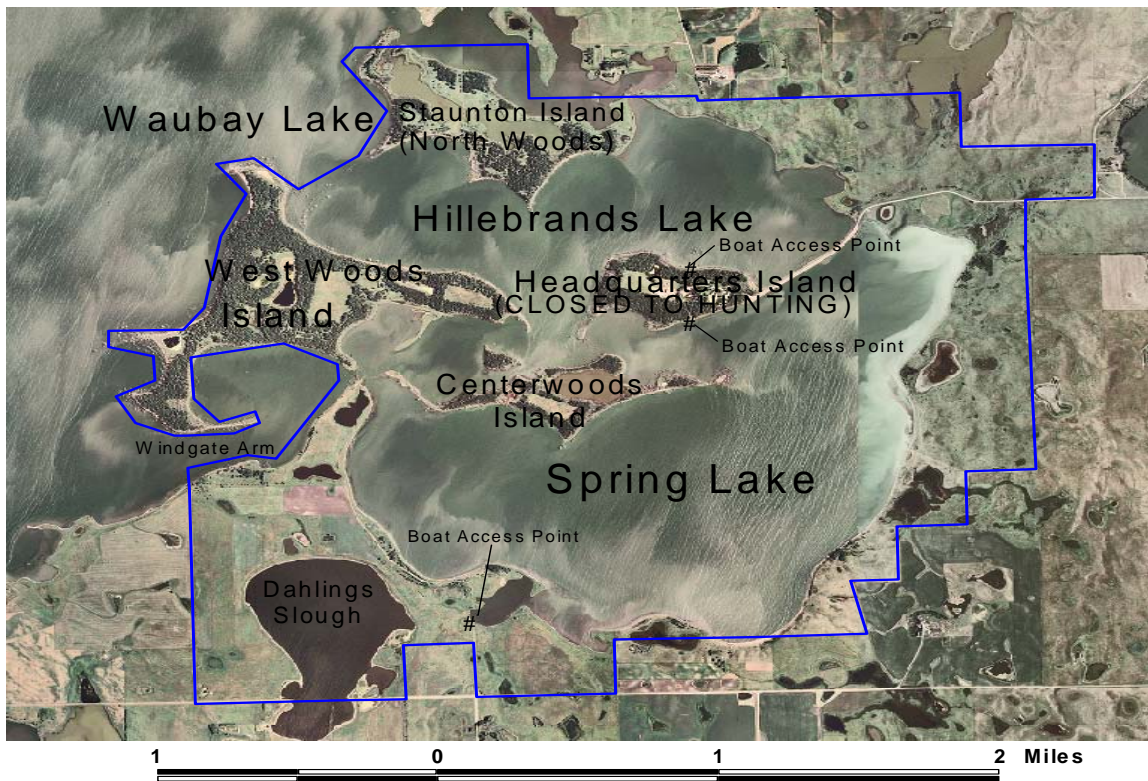 Waubay Lake
Staunton Island
(North Woods)
Hillebrands Lake
Boat Access Point
#
West Woods
Island
Headquarters Island
(CLOSED TO HUNTING)
#
Boat Access Point
Centerwoods
Island
Windgate Arm
Spring Lake
Boat Access Point
Dahlings
Slough
#
1 0 1 2 Miles